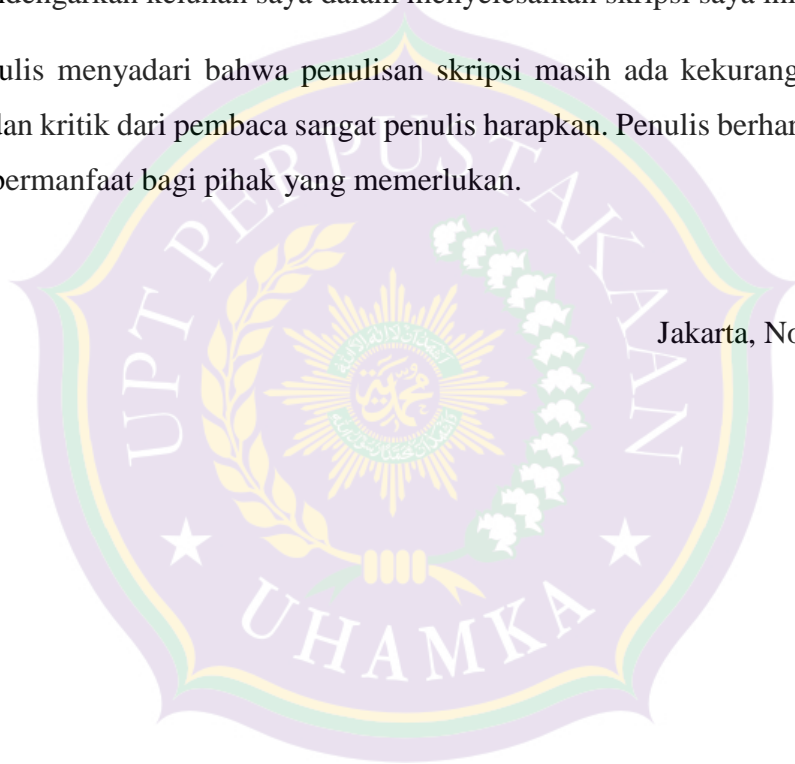 dengarkan keluhan saya dalam menyelesaikan skripsi saya ini
ulis menyadari bahwa penulisan skripsi masih ada kekurang
dan kritik dari pembaca sangat penulis harapkan. Penulis berhar
bermanfaat bagi pihak yang memerlukan.
Jakarta, No
UPT PERPUSTAKAAN
UHAMKA